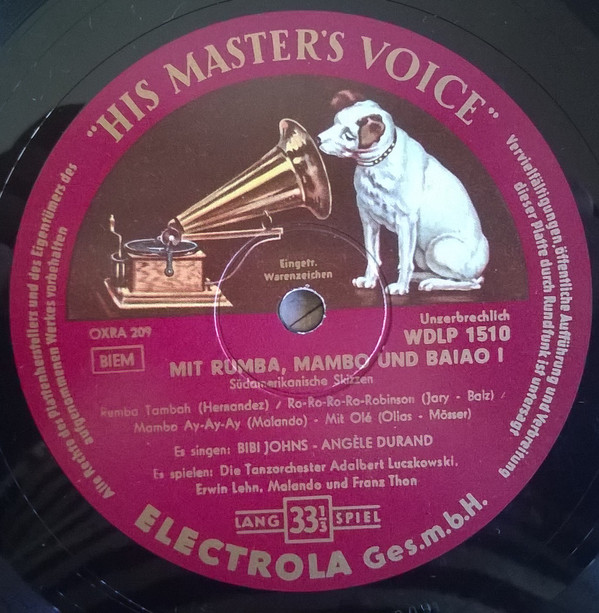 "HIS MASTER'S VOICE"
Eingetr.
Warenzeichen
OXRA 209
BIEM
Unzerbrechlich
WDLP 1510
MIT RUMBA, MAMBO UND BAIAO I
Südamerikanische Skizzen
Rumba Tambah (Hernandez) / Ro-Ro-Ro-Ro-Robinson (Jary - Balz) /
Mambo Ay-Ay-Ay (Malando) - Mit Olé (Olias - Mösser)
Es singen: BIBI JOHNS - ANGÈLE DURAND
Es spielen: Die Tanzorchester Adalbert Luczkowski,
Erwin Lehn, Malando und Franz Thon
LANG 33⅓ SPIEL
ELECTROLA Ges.m.b.H.
Alle Rechte der Plattenherstellers und des Eigentümers des
aufgenommenen Werkes vorbehalten
Vervielfältigungen, öffentliche Aufführung und Verbreitung
dieser Platte durch Rundfunk ist untersagt